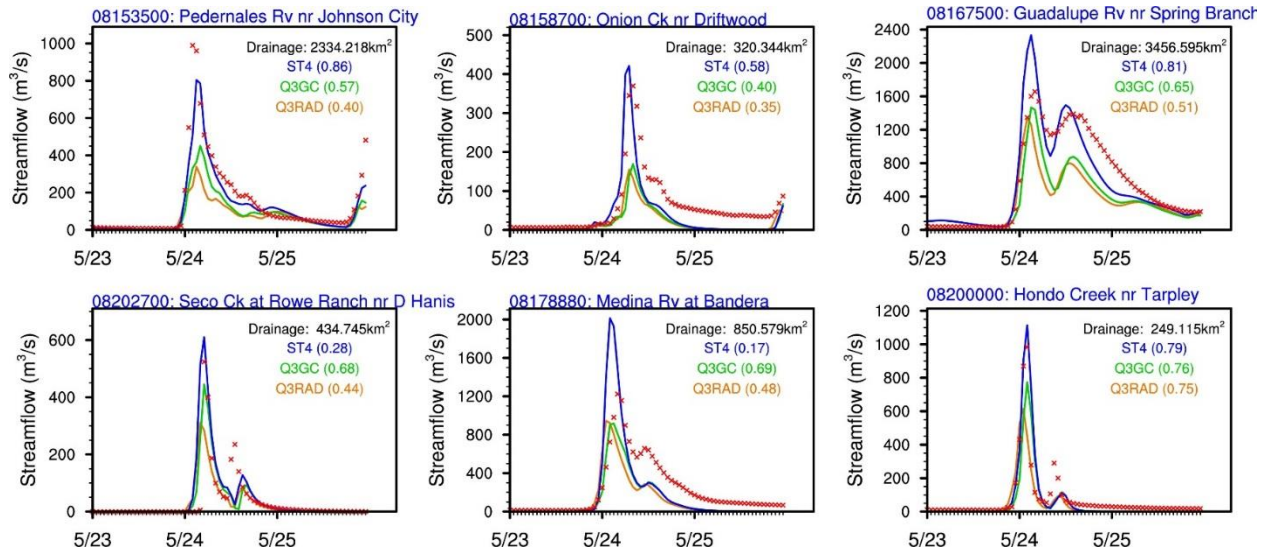 08153500: Pedernales Rv nr Johnson City
Streamflow (m³/s)
1000
800
600
400
200
0
Drainage: 2334.218km²
ST4 (0.86)
Q3GC (0.57)
Q3RAD (0.40)
5/23 5/24 5/25
08158700: Onion Ck nr Driftwood
Streamflow (m³/s)
500
400
300
200
100
0
Drainage: 320.344km²
ST4 (0.58)
Q3GC (0.40)
Q3RAD (0.35)
5/23 5/24 5/25
08167500: Guadalupe Rv nr Spring Branch
Streamflow (m³/s)
2400
2000
1600
1200
800
400
0
Drainage: 3456.595km²
ST4 (0.81)
Q3GC (0.65)
Q3RAD (0.51)
5/23 5/24 5/25
08202700: Seco Ck at Rowe Ranch nr D Hanis
Streamflow (m³/s)
600
400
200
0
Drainage: 434.745km²
ST4 (0.28)
Q3GC (0.68)
Q3RAD (0.44)
5/23 5/24 5/25
08178880: Medina Rv at Bandera
Streamflow (m³/s)
2000
1600
1200
800
400
0
Drainage: 850.579km²
ST4 (0.17)
Q3GC (0.69)
Q3RAD (0.48)
5/23 5/24 5/25
08200000: Hondo Creek nr Tarpley
Streamflow (m³/s)
1200
1000
800
600
400
200
0
Drainage: 249.115km²
ST4 (0.79)
Q3GC (0.76)
Q3RAD (0.75)
5/23 5/24 5/25